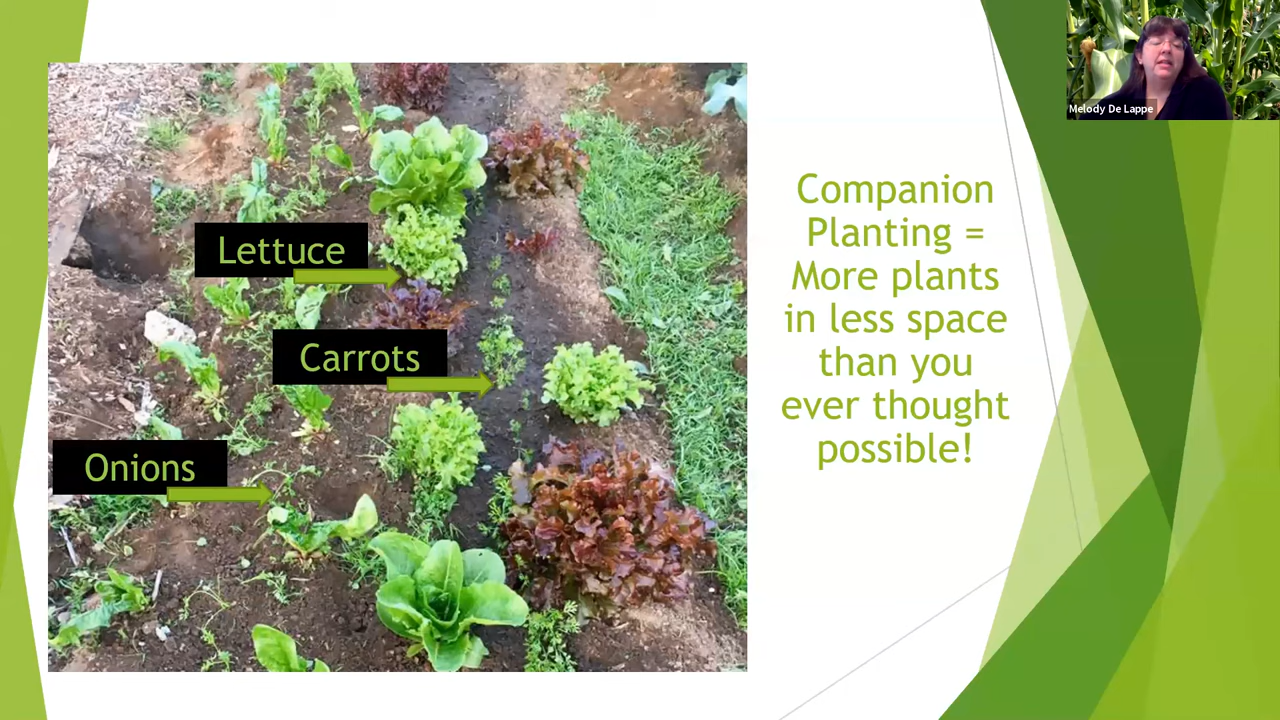 Melody De Lappe
Lettuce
Carrots
Onions
Companion
Planting =
More plants
in less space
than you
ever thought
possible!